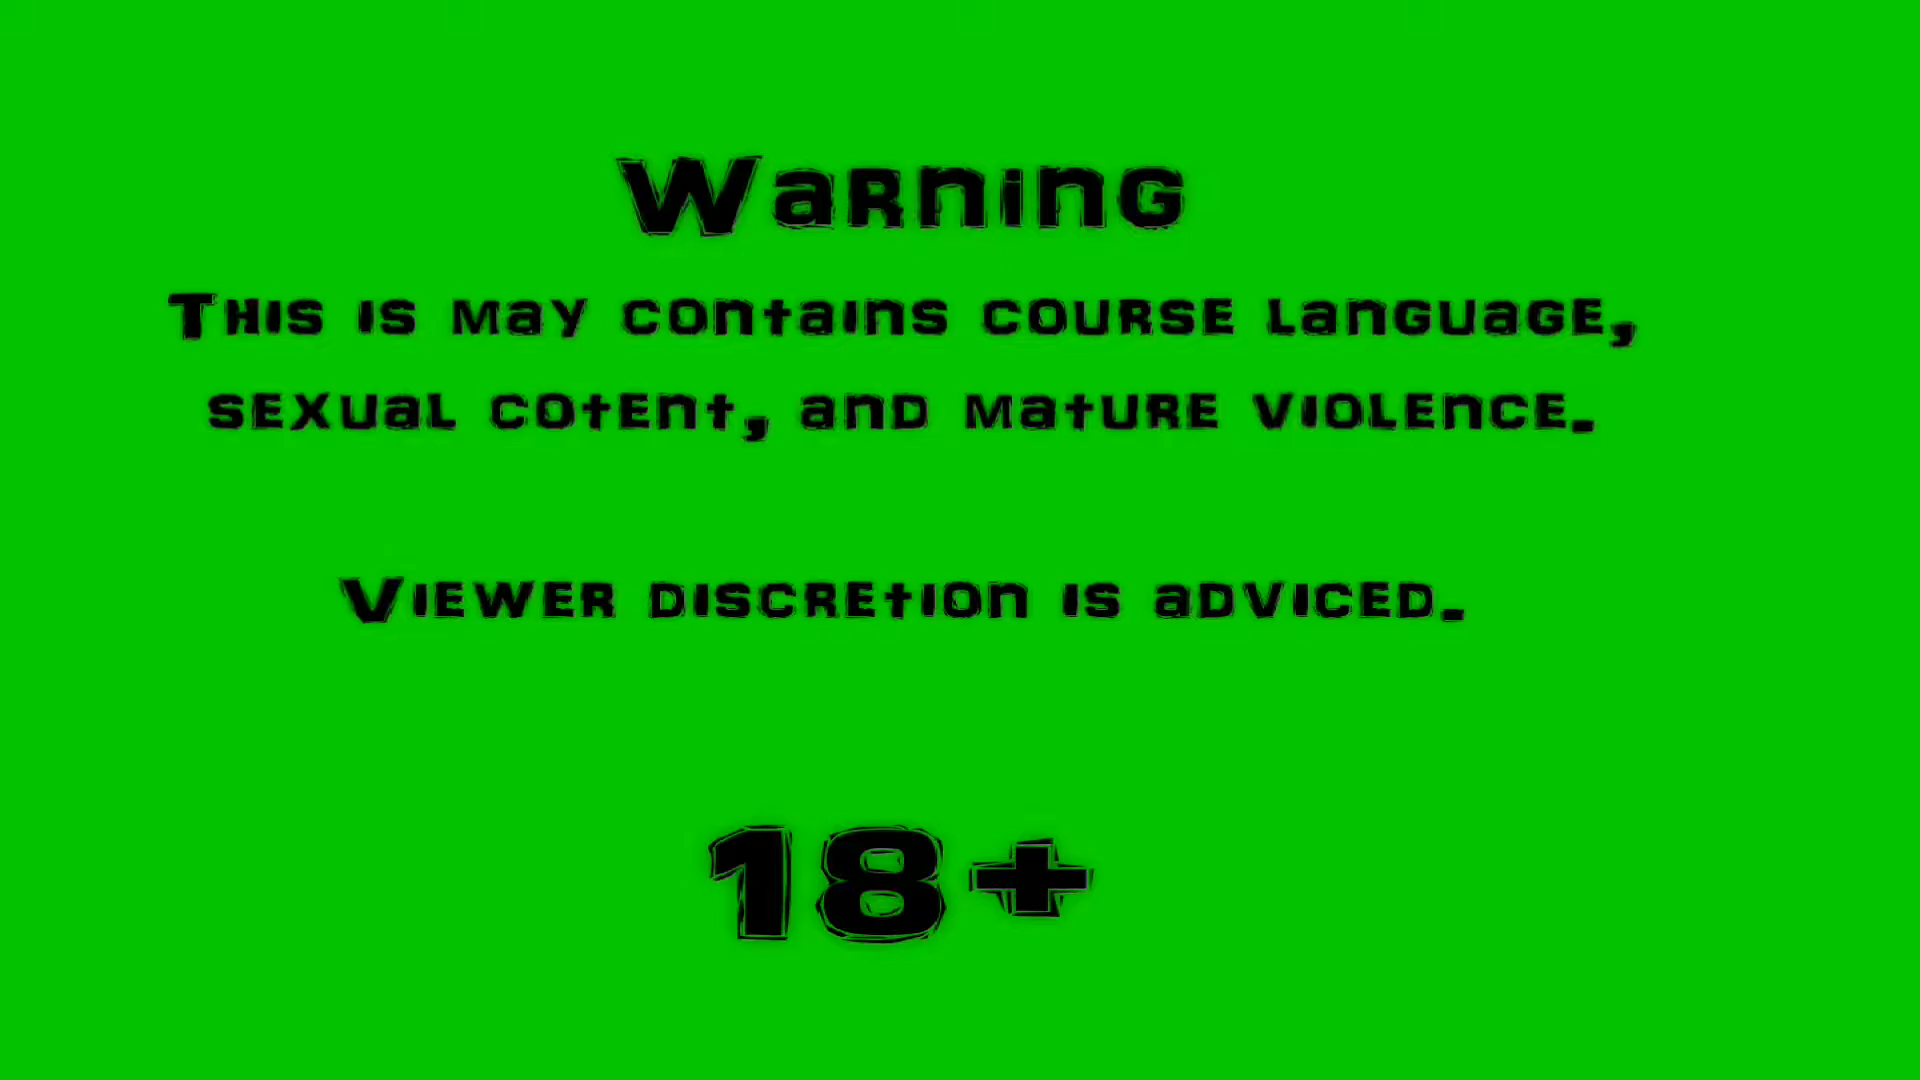 Warning
This is may contains course language,
sexual cotent, and mature violence.
Viewer discretion is adviced.
18+